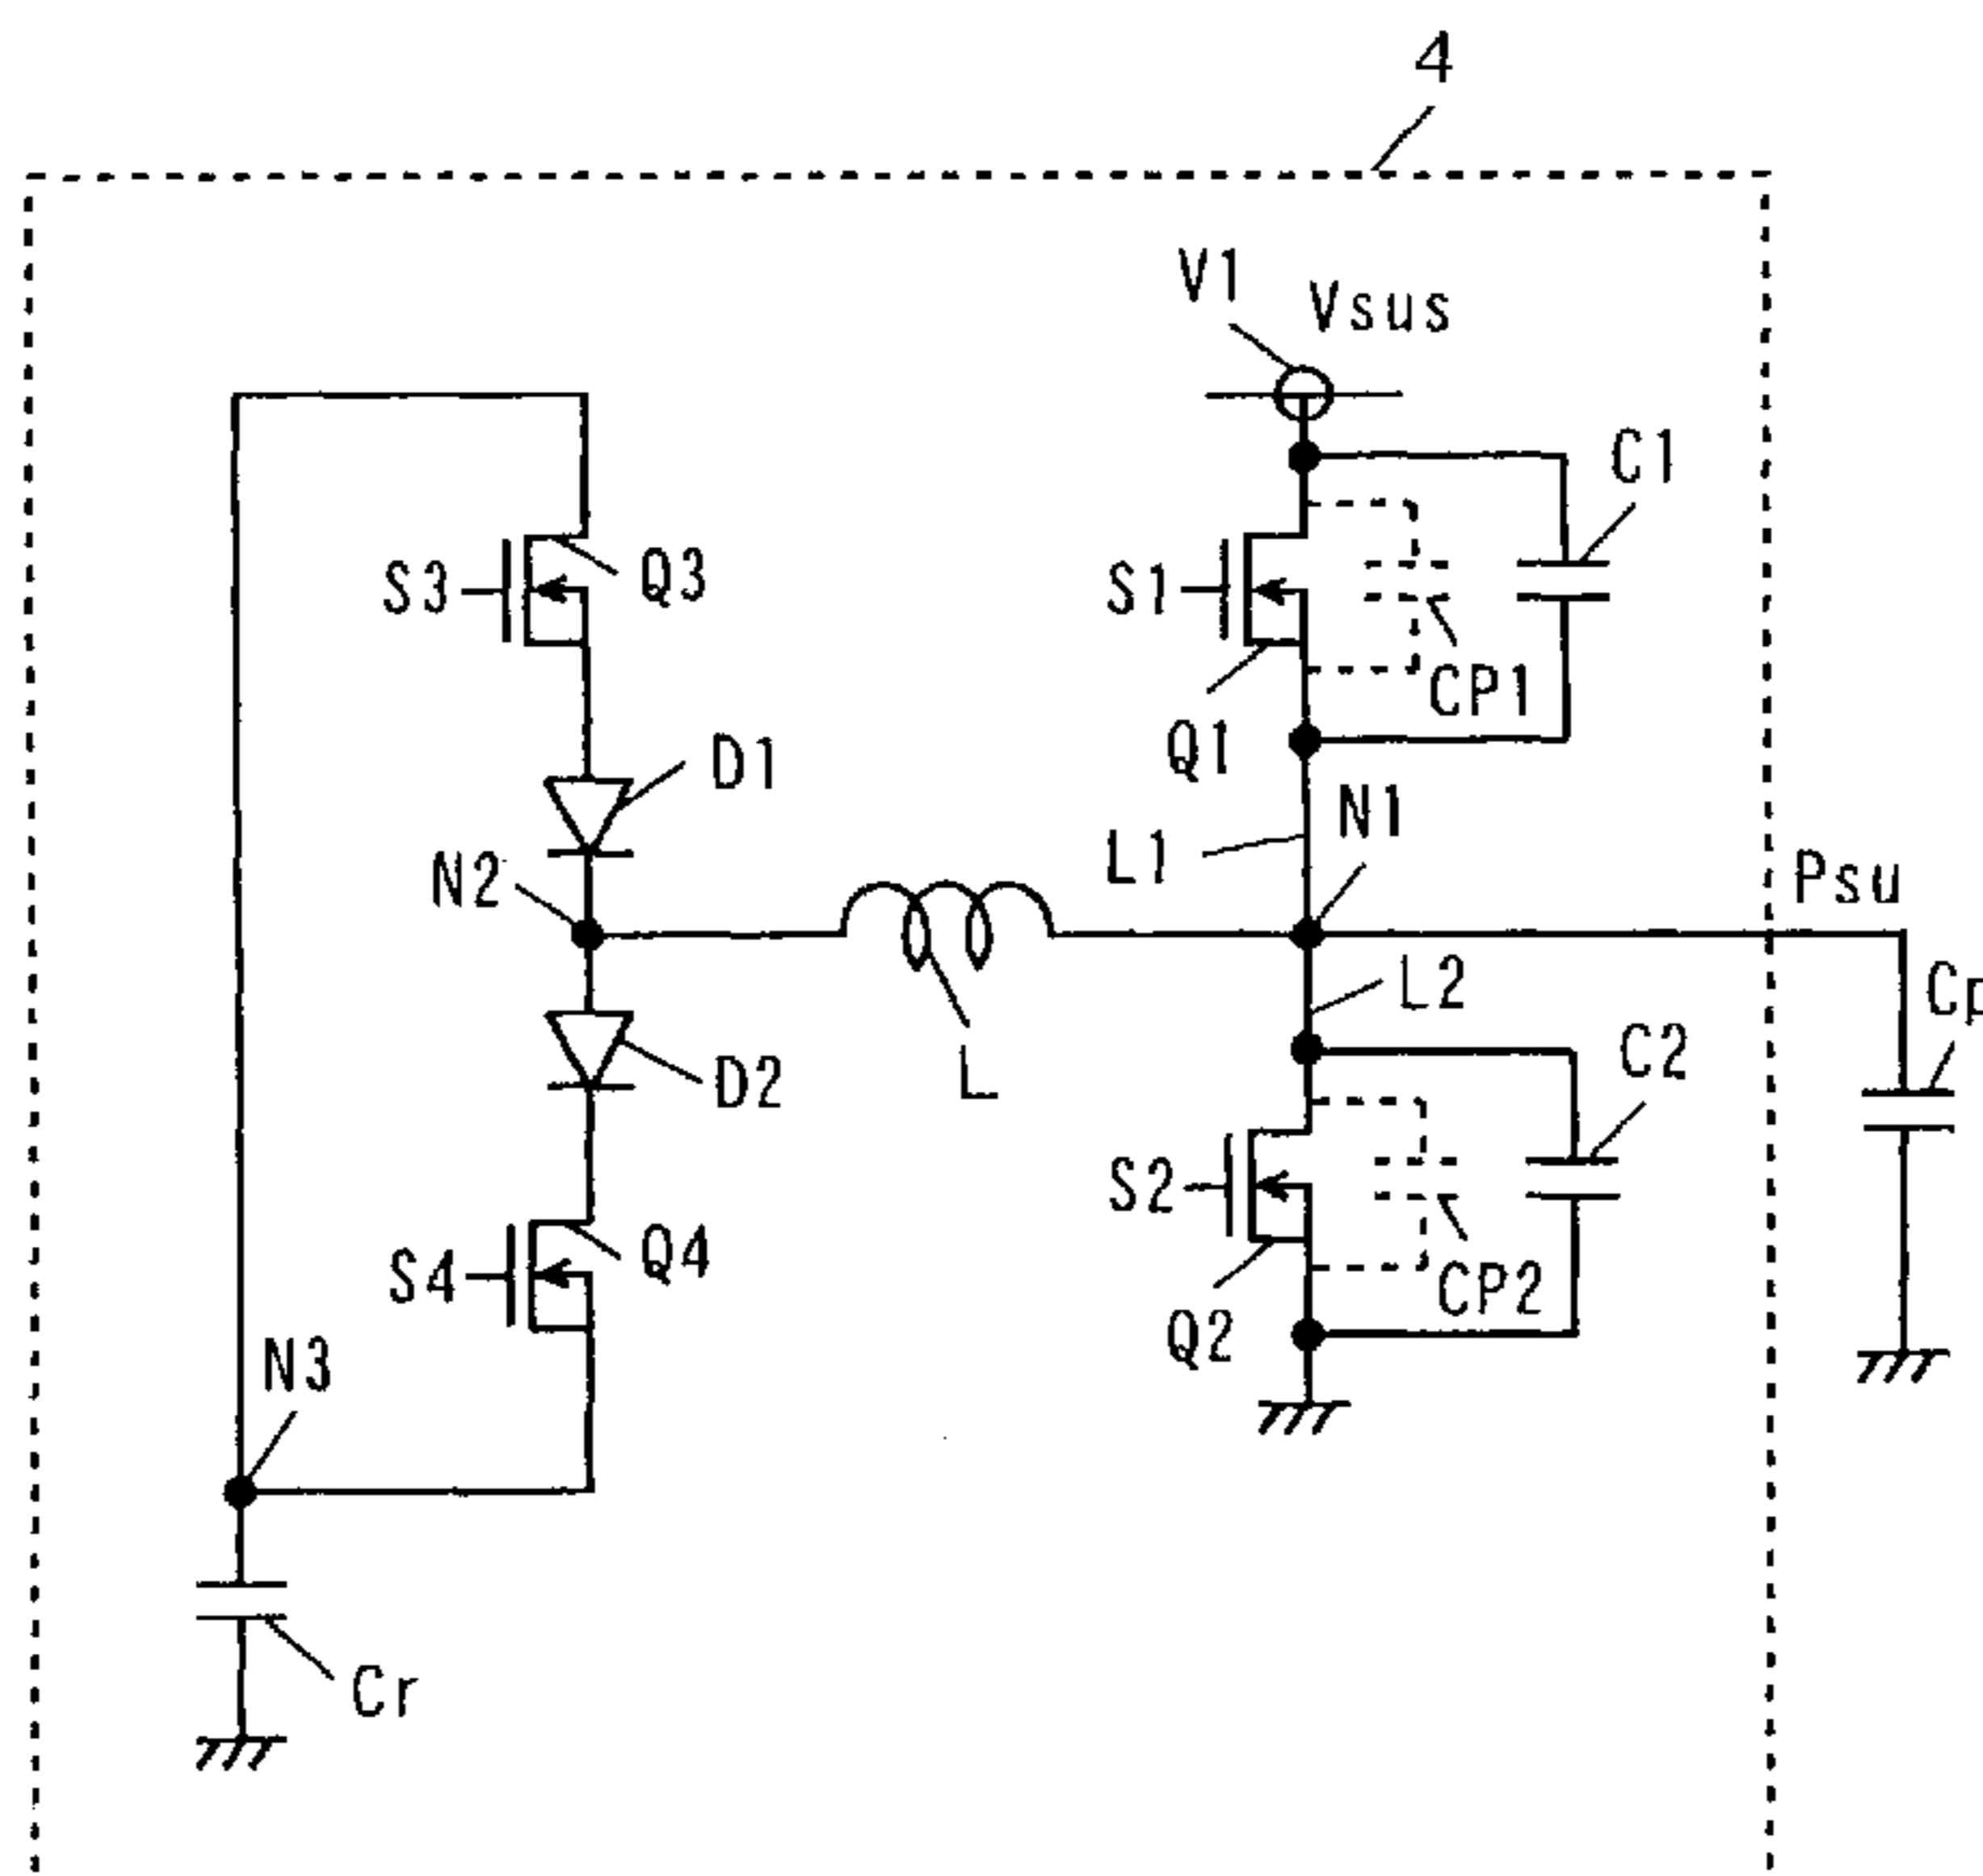 4
V1
Vsus
C1
S3
Q3
S1
CP1
Q1
D1
N1
L1
N2
Psu
L2
Cp
C2
L
D2
S2
S4
Q4
CP2
Q2
N3
Cr